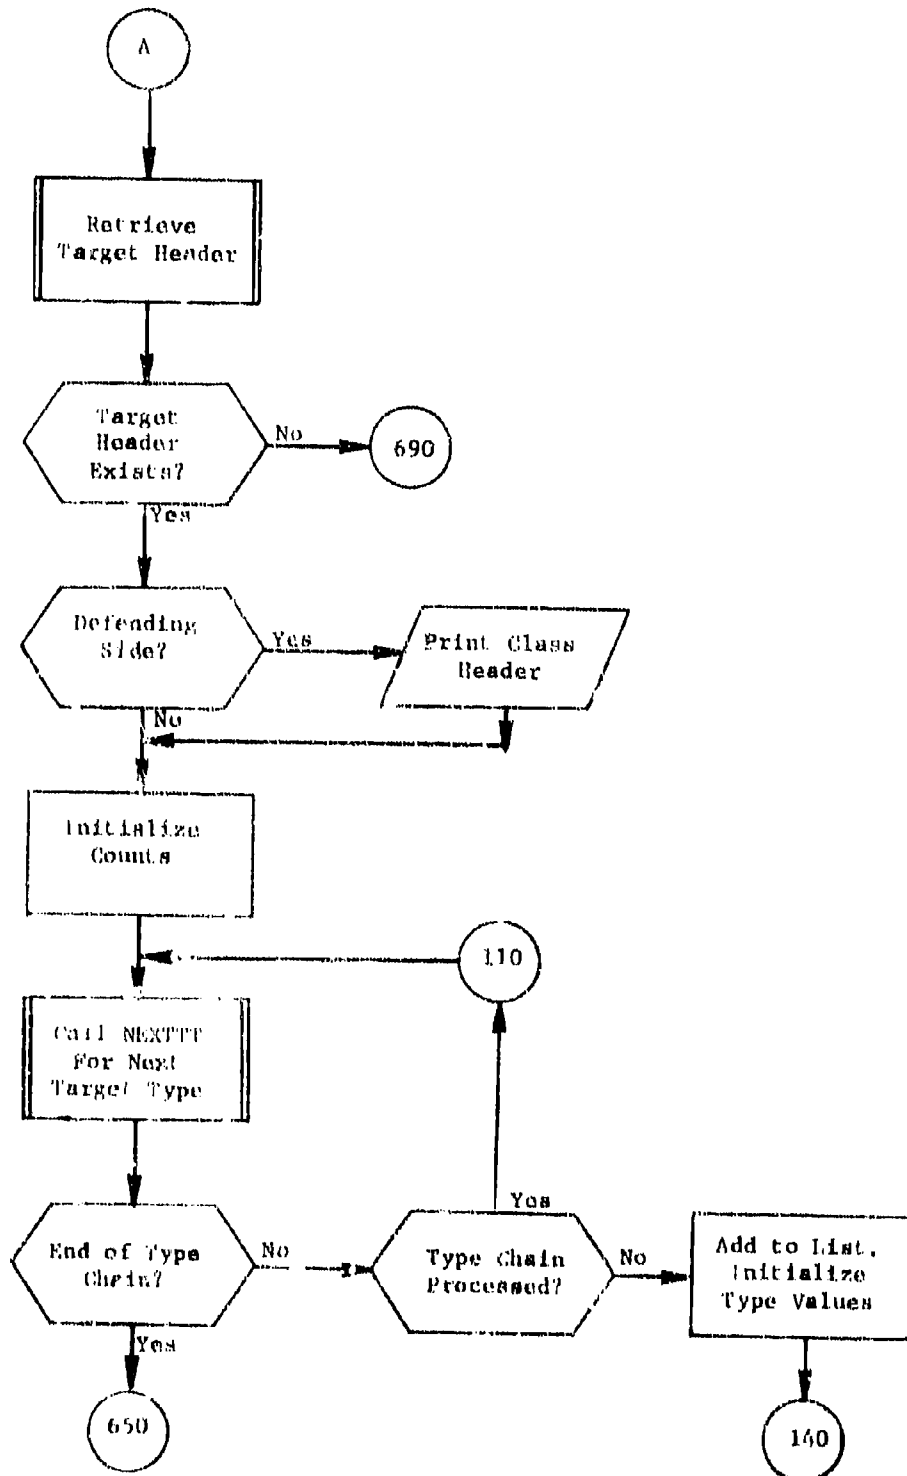 A
Retrieve
Target Header
Target
Header
Exists?
No
690
Yes
Defending
Side?
Yes
Print Class
Header
No
Initialize
Counts
110
Call NEXTTT
For Next
Target Type
End of Type
Chain?
No
Yes
Type Chain
Processed?
No
Add to List,
Initialize
Type Values
Yes
650
140